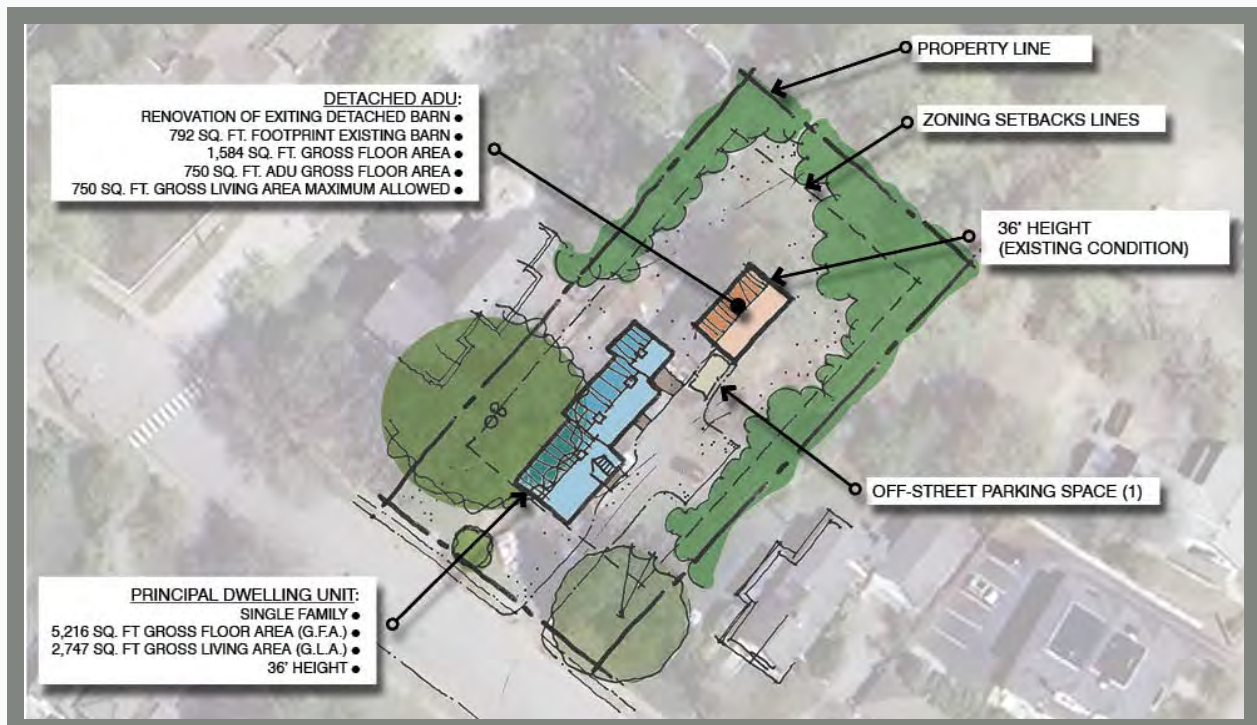 PROPERTY LINE
DETACHED ADU:
RENOVATION OF EXITING DETACHED BARN ●
792 SQ. FT. FOOTPRINT EXISTING BARN ●
1,584 SQ. FT. GROSS FLOOR AREA ●
750 SQ. FT. ADU GROSS FLOOR AREA ●
750 SQ. FT. GROSS LIVING AREA MAXIMUM ALLOWED ●
ZONING SETBACKS LINES
36' HEIGHT
(EXISTING CONDITION)
OFF-STREET PARKING SPACE (1)
PRINCIPAL DWELLING UNIT:
SINGLE FAMILY ●
5,216 SQ. FT GROSS FLOOR AREA (G.F.A.) ●
2,747 SQ. FT GROSS LIVING AREA (G.L.A.) ●
36' HEIGHT ●